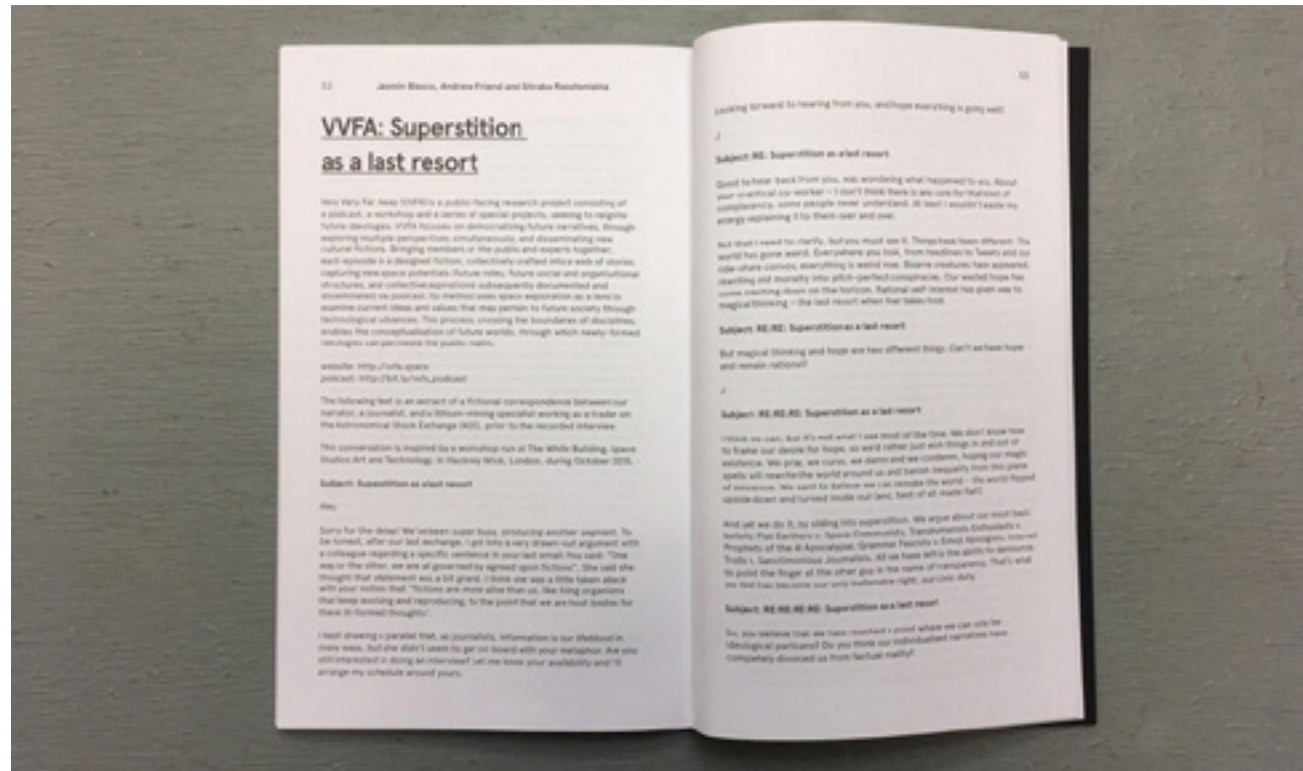 52 Jasmin Blasco, Andrew Friend and Sitraka Rakotoniaina
VVFA: Superstition
as a last resort
Very Very Far Away (VVFA) is a public-facing research project consisting of
a podcast, a workshop and a series of special projects, seeking to reignite
future ideologies. VVFA focuses on democratising future narratives, through
exploring multiple perspectives simultaneously, and disseminating new
cultural fictions. Bringing members of the public and experts together,
each episode is a designed fiction, collectively crafted into a web of stories
capturing new space potentials (future roles, future social and organisational
structures, and collective aspirations) subsequently documented and
disseminated via podcast. Its method uses space exploration as a lens to
examine current ideas and values that may pertain to future society through
technological advances. This process, crossing the boundaries of disciplines,
enables the conceptualisation of future worlds, through which newly-formed
ideologies can permeate the public realm.
website: http://vvfa.space
podcast: http://bit.ly/vvfa_podcast
The following text is an extract of a fictional correspondence between our
narrator, a journalist, and a lithium-mining specialist working as a trader on
the Astronomical Stock Exchange (ASX), prior to the recorded interview.
This conversation is inspired by a workshop run at The White Building, Space
Studios Art and Technology, in Hackney Wick, London, during October 2015.
Subject: Superstition as a last resort
Hey,
Sorry for the delay! We've been super busy, producing another segment. To
be honest, after our last exchange, I got into a very drawn-out argument with
a colleague regarding a specific sentence in your last email. You said: "One
way or the other, we are all governed by agreed upon fictions". She said she
thought that statement was a bit grand. I think she was a little taken aback
with your notion that "fictions are more alive than us, like living organisms
that keep evolving and reproducing, to the point that we are host bodies for
these ill-formed thoughts".
I kept drawing a parallel that, as journalists, information is our lifeblood in
many ways, but she didn't seem to get on board with your metaphor. Are you
still interested in doing an interview? Let me know your availability and I'll
arrange my schedule around yours.
Looking forward to hearing from you, and hope everything is going well!
J
Subject: RE: Superstition as a last resort
Good to hear back from you, was wondering what happened to you. About
your co-worker – I don't think there is any cure for that kind of
complacency, some people never understand. At least I wouldn't waste my
energy explaining it to them over and over.
Not that I need to clarify, but you must see it. Things have been different. The
world has gone weird. Everywhere you look, from headlines to Tweets and our
ride-share convos, everything is weird now. Bizarre creatures have appeared,
rewriting old morality into pitch-perfect conspiracies. Our wasted hope has
come crashing down on the horizon. Rational self-interest has given way to
magical thinking – the last resort when fear takes hold.
Subject: RE:RE: Superstition as a last resort
But magical thinking and hope are two different things. Can't we have hope
and remain rational?
J
Subject: RE:RE:RE: Superstition as a last resort
I think we can, but it's not what I see most of the time. We don't know how
to frame our desire for hope, so we'd rather just wish things in and out of
existence. We pray, we curse, we damn and we condemn, hoping our magic
spells will rewrite the world around us and banish inequality from this plane
of existence. We want to believe we can remake the world – the world flipped
upside down and turned inside out (and, best of all, made flat).
And yet we do it, by sliding into superstition. We argue about our most basic
beliefs: Flat Earthers v. Space Communists, Transhumanist Enthusiasts v.
Prophets of the AI Apocalypse, Grammar Fascists v. Emoji Apologists, Internet
Trolls v. Sanctimonious Journalists. All we have left is the ability to denounce,
to point the finger at the other guy in the name of transparency. That's what
we feel has become our only inalienable right, our civic duty.
Subject: RE:RE:RE:RE: Superstition as a last resort
So, you believe that we have reached a point where we can only be
ideological partisans? Do you think our individualised narratives have
completely divorced us from factual reality?